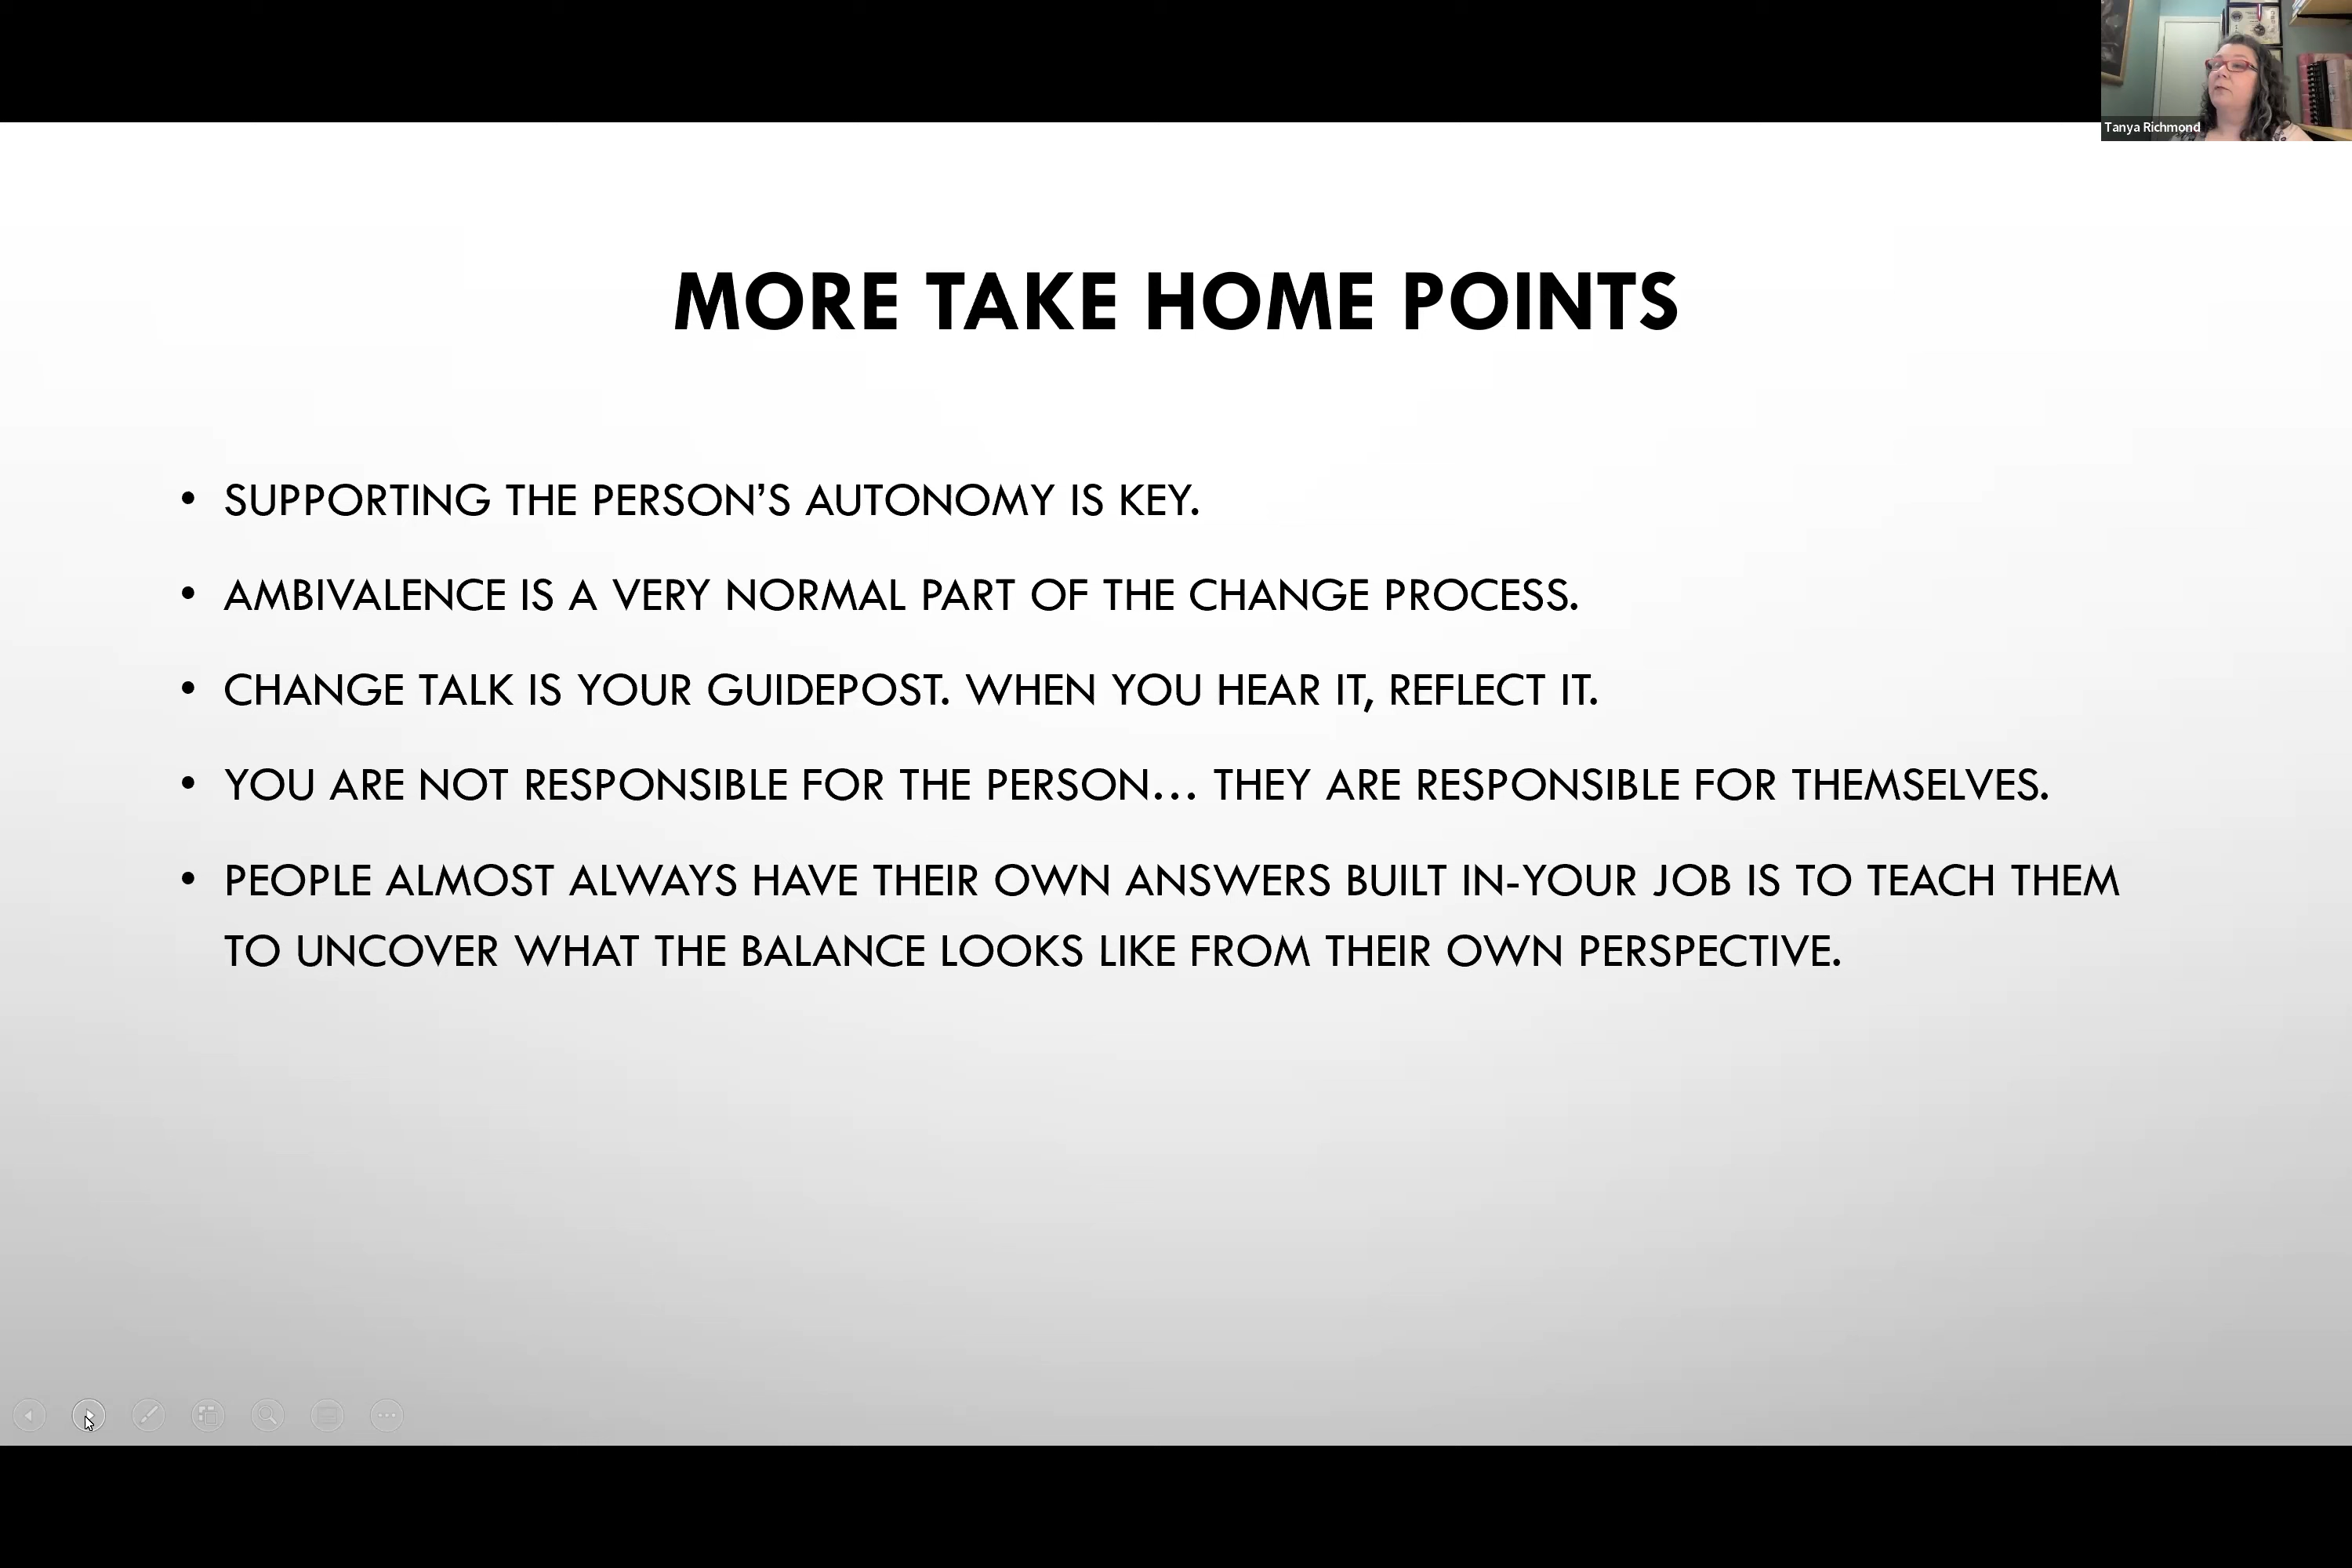 Tanya Richmond
MORE TAKE HOME POINTS
• SUPPORTING THE PERSON’S AUTONOMY IS KEY.
• AMBIVALENCE IS A VERY NORMAL PART OF THE CHANGE PROCESS.
• CHANGE TALK IS YOUR GUIDEPOST. WHEN YOU HEAR IT, REFLECT IT.
• YOU ARE NOT RESPONSIBLE FOR THE PERSON… THEY ARE RESPONSIBLE FOR THEMSELVES.
• PEOPLE ALMOST ALWAYS HAVE THEIR OWN ANSWERS BUILT IN-YOUR JOB IS TO TEACH THEM
TO UNCOVER WHAT THE BALANCE LOOKS LIKE FROM THEIR OWN PERSPECTIVE.